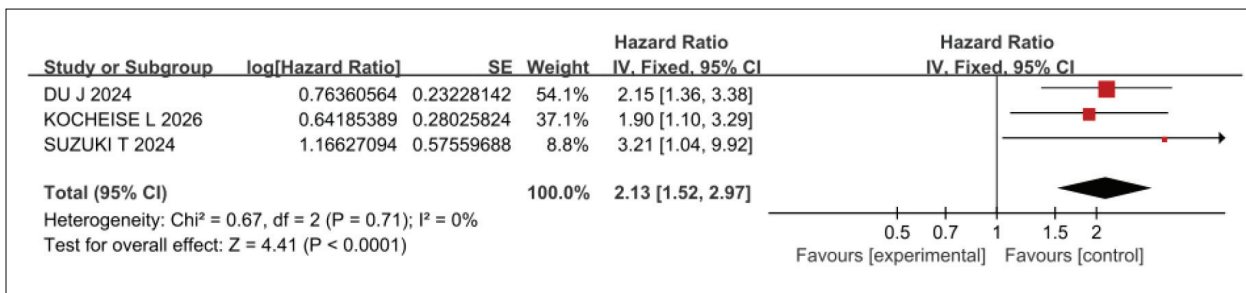 Hazard Ratio Hazard Ratio
Study or Subgroup log[Hazard Ratio] SE Weight IV, Fixed, 95% CI IV, Fixed, 95% CI
DU J 2024 0.76360564 0.23228142 54.1% 2.15 [1.36, 3.38]
KOCHEISE L 2026 0.64185389 0.28025824 37.1% 1.90 [1.10, 3.29]
SUZUKI T 2024 1.16627094 0.57559688 8.8% 3.21 [1.04, 9.92]
Total (95% CI) 100.0% 2.13 [1.52, 2.97]
Heterogeneity: Chi² = 0.67, df = 2 (P = 0.71); I² = 0%
Test for overall effect: Z = 4.41 (P < 0.0001)
0.5 0.7 1 1.5 2
Favours [experimental] Favours [control]